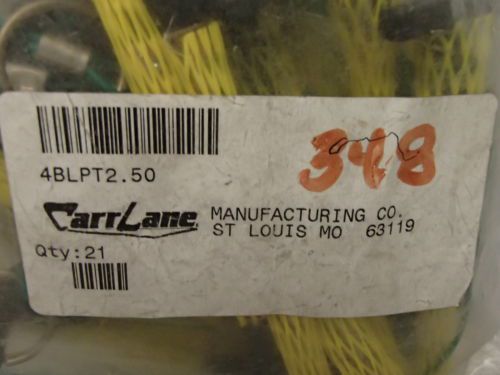 348
4BLPT2.50
CarrLane MANUFACTURING CO.
ST LOUIS MO 63119
Qty:21